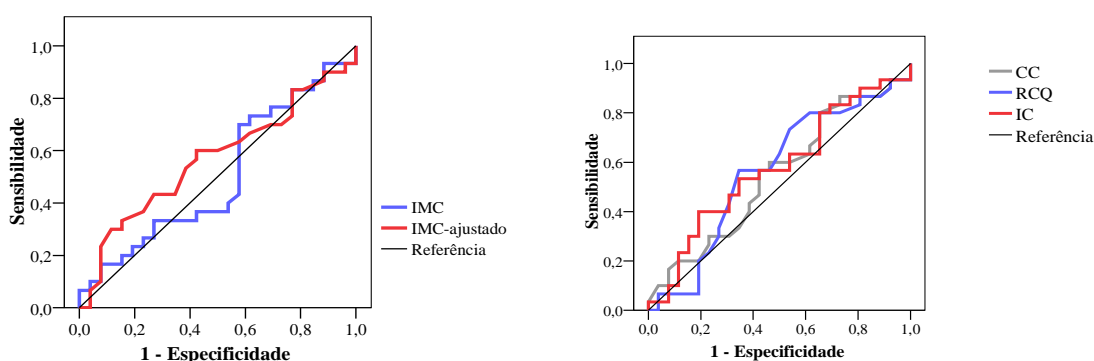 1,0
0,8
0,6
0,4
0,2
0,0
Sensibilidade
0,0 0,2 0,4 0,6 0,8 1,0
1 - Especificidade
IMC
IMC-ajustado
Referência
1,0
0,8
0,6
0,4
0,2
0,0
Sensibilidade
0,0 0,2 0,4 0,6 0,8 1,0
1 - Especificidade
CC
RCQ
IC
Referência